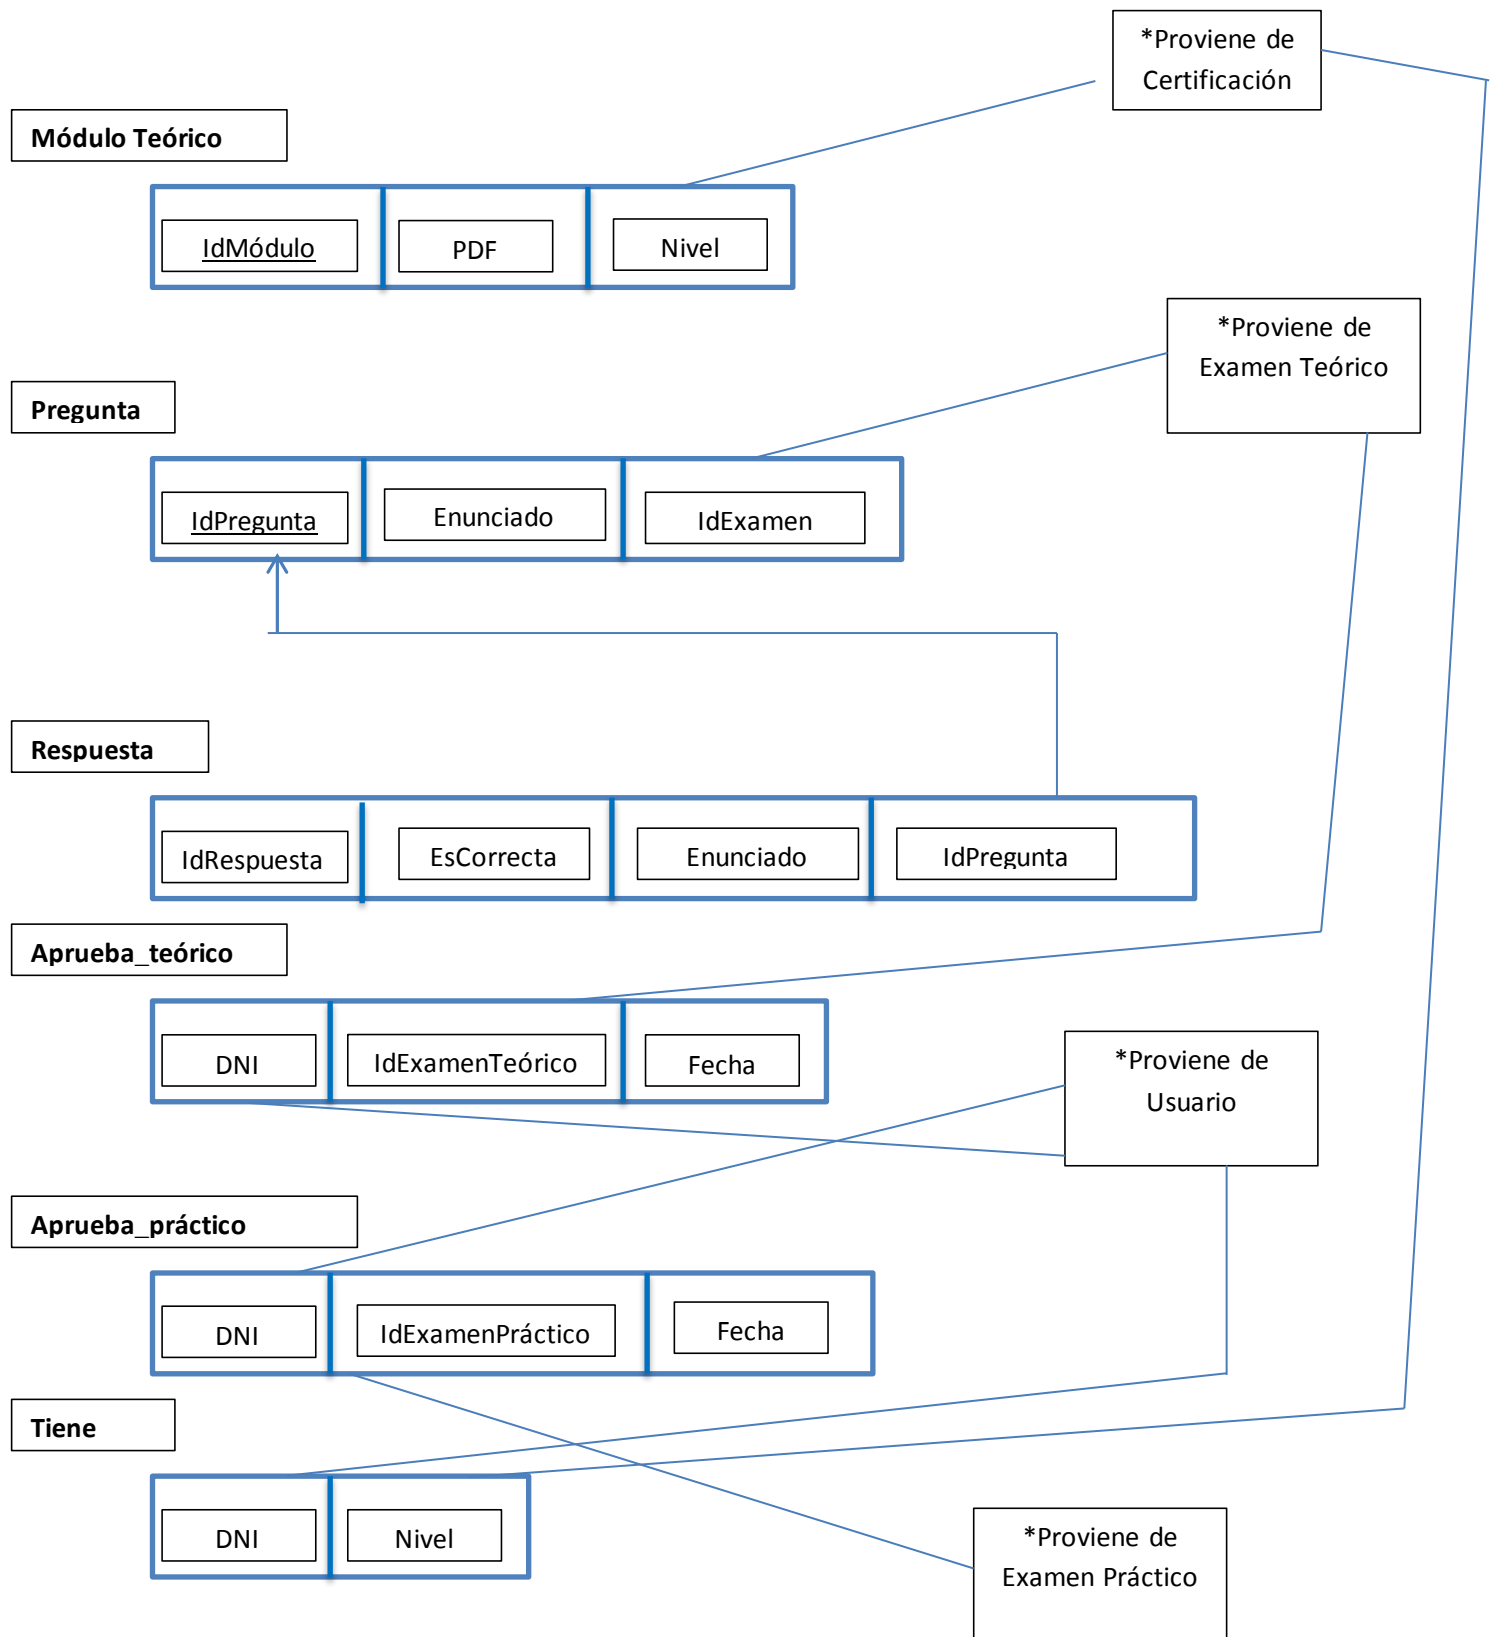 *Proviene de
Certificación
Módulo Teórico
IdMódulo
PDF
Nivel
*Proviene de
Examen Teórico
Pregunta
IdPregunta
Enunciado
IdExamen
Respuesta
IdRespuesta
EsCorrecta
Enunciado
IdPregunta
Aprueba_teórico
DNI
IdExamenTeórico
Fecha
*Proviene de
Usuario
Aprueba_práctico
DNI
IdExamenPráctico
Fecha
Tiene
DNI
Nivel
*Proviene de
Examen Práctico